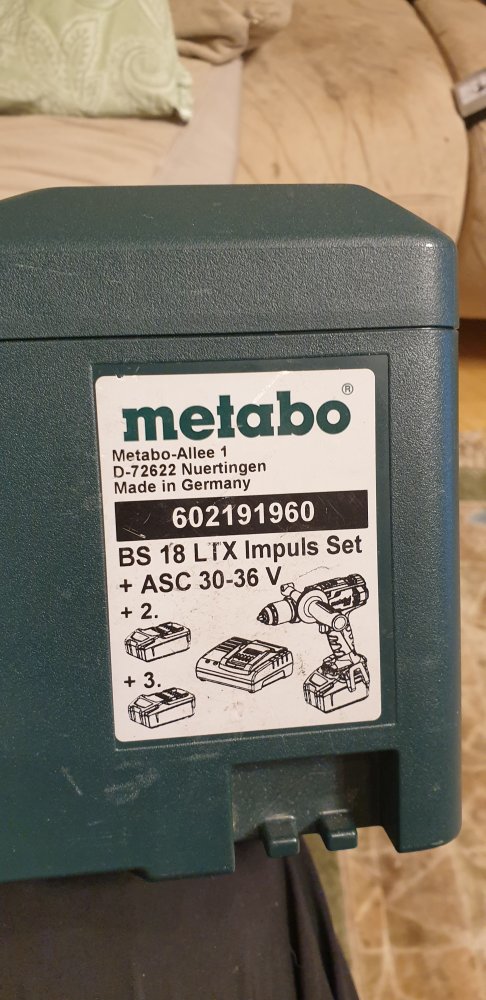 metabo®
Metabo-Allee 1
D-72622 Nuertingen
Made in Germany
602191960
BS 18 LTX Impuls Set
+ ASC 30-36 V
+ 2.
+ 3.